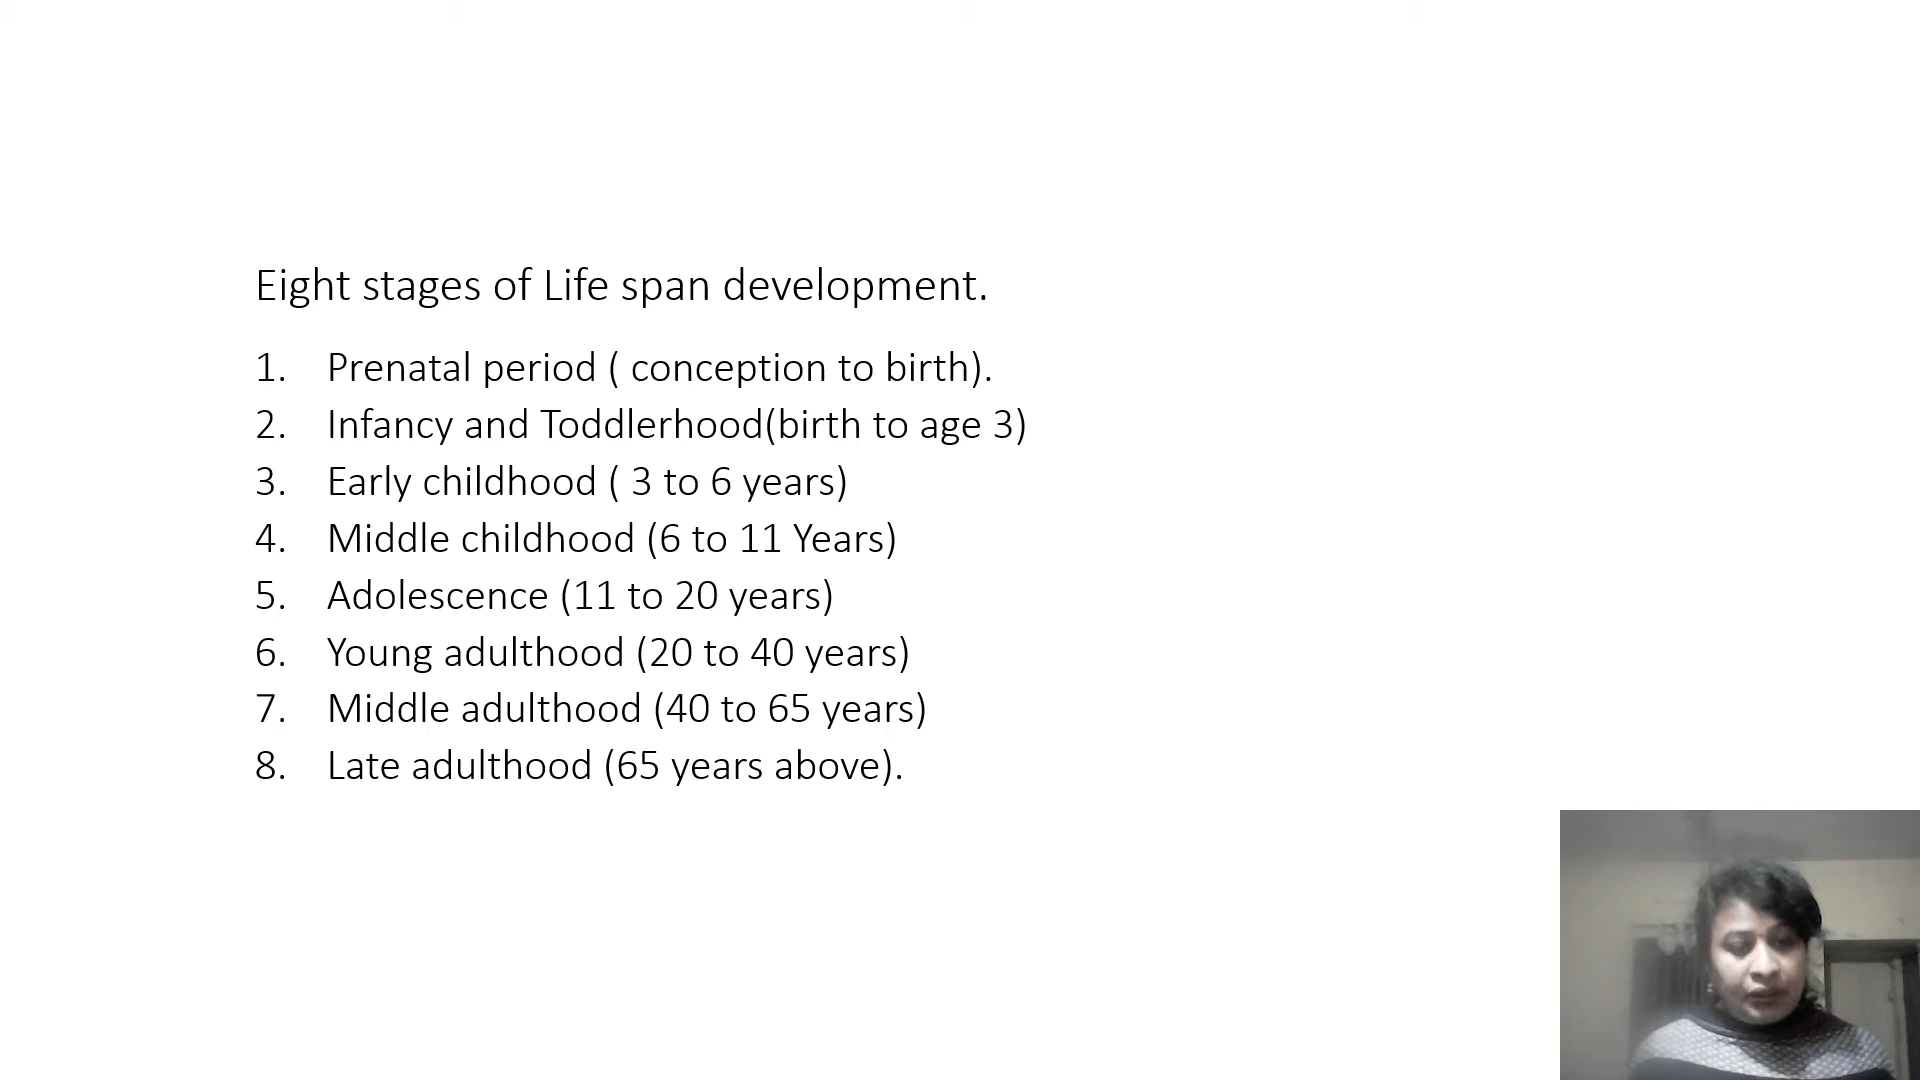 Eight stages of Life span development.
1. Prenatal period ( conception to birth).
2. Infancy and Toddlerhood(birth to age 3)
3. Early childhood ( 3 to 6 years)
4. Middle childhood (6 to 11 Years)
5. Adolescence (11 to 20 years)
6. Young adulthood (20 to 40 years)
7. Middle adulthood (40 to 65 years)
8. Late adulthood (65 years above).